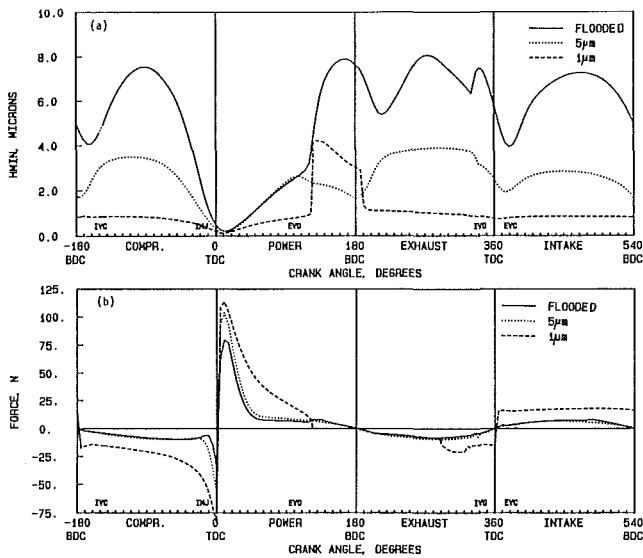 (a)
FLOODED
5μm
1μm
10.0
8.0
6.0
4.0
2.0
0.0
HMIN, MICRONS
IVC INJ EVO IVO EVC
-180 COMPR. 0 POWER 180 EXHAUST 360 INTAKE 540
BDC TDC BDC TDC BDC
CRANK ANGLE, DEGREES
(b)
FLOODED
5μm
1μm
125.
100.
75.
50.
25.
0.
-25.
-50.
-75.
FORCE, N
IVC INJ EVO IVO EVC
-180 COMPR. 0 POWER 180 EXHAUST 360 INTAKE 540
BDC TDC BDC TDC BDC
CRANK ANGLE, DEGREES